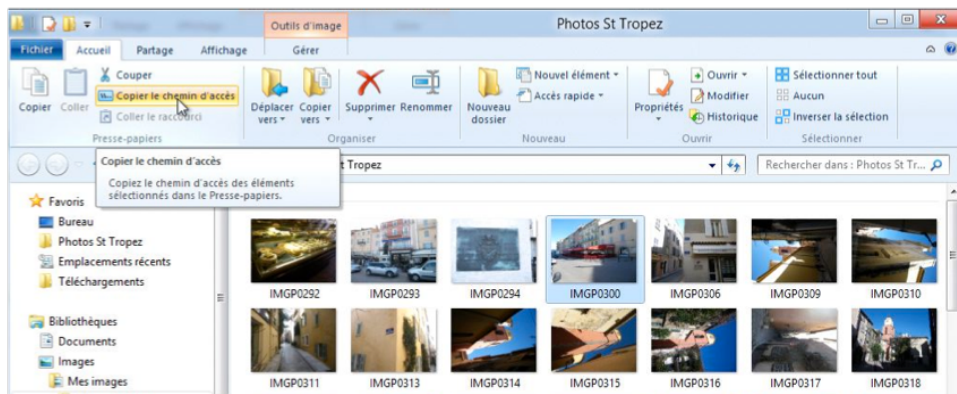 Outils d'image
Photos St Tropez
Fichier Accueil Partage Affichage Gérer
Copier
Coller
Couper
Copier le chemin d'accès
Coller le raccourci
Presse-papiers
Déplacer vers
Copier vers
Supprimer
Renommer
Organiser
Nouveau dossier
Nouvel élément
Accès rapide
Nouveau
Propriétés
Ouvrir
Modifier
Historique
Ouvrir
Sélectionner tout
Aucun
Inverser la sélection
Sélectionner
t Tropez
Rechercher dans : Photos St Tr...
Copier le chemin d'accès
Copiez le chemin d'accès des éléments
sélectionnés dans le Presse-papiers.
Favoris
Bureau
Photos St Tropez
Emplacements récents
Téléchargements
Bibliothèques
Documents
Images
Mes images
IMGP0292 IMGP0293 IMGP0294 IMGP0300 IMGP0306 IMGP0309 IMGP0310
IMGP0311 IMGP0313 IMGP0314 IMGP0315 IMGP0316 IMGP0317 IMGP0318